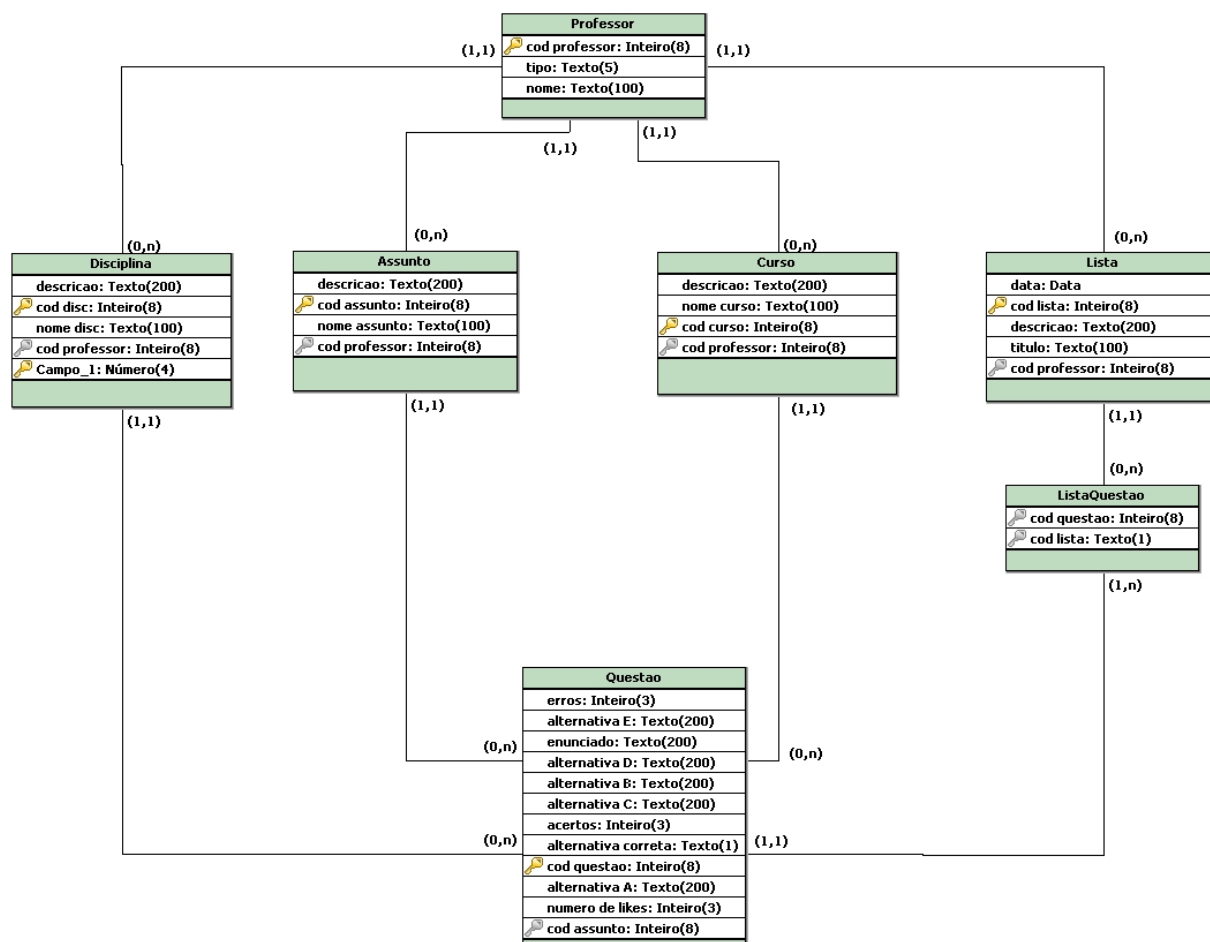 Professor
cod professor: Inteiro(8)
tipo: Texto(5)
nome: Texto(100)
(1,1)
(1,1)
(1,1)
(1,1)
(0,n)
(0,n)
(0,n)
(0,n)
Disciplina
descricao: Texto(200)
cod disc: Inteiro(8)
nome disc: Texto(100)
cod professor: Inteiro(8)
Campo_1: Número(4)
(1,1)
Assunto
descricao: Texto(200)
cod assunto: Inteiro(8)
nome assunto: Texto(100)
cod professor: Inteiro(8)
(1,1)
Curso
descricao: Texto(200)
nome curso: Texto(100)
cod curso: Inteiro(8)
cod professor: Inteiro(8)
(1,1)
Lista
data: Data
cod lista: Inteiro(8)
descricao: Texto(200)
titulo: Texto(100)
cod professor: Inteiro(8)
(1,1)
(0,n)
ListaQuestao
cod questao: Inteiro(8)
cod lista: Texto(1)
(1,n)
Questao
erros: Inteiro(3)
alternativa E: Texto(200)
enunciado: Texto(200)
alternativa D: Texto(200)
alternativa B: Texto(200)
alternativa C: Texto(200)
acertos: Inteiro(3)
alternativa correta: Texto(1)
cod questao: Inteiro(8)
alternativa A: Texto(200)
numero de likes: Inteiro(3)
cod assunto: Inteiro(8)
(0,n)
(0,n)
(0,n)
(1,1)